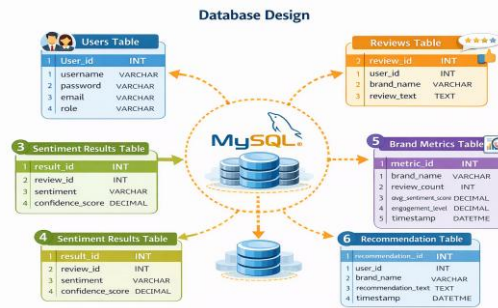 Database Design
Users Table
1 User_id INT
1 username VARCHAR
2 password VARCHAR
3 email VARCHAR
4 role VARCHAR
Reviews Table
2 review_id INT
1 user_id INT
2 brand_name VARCHAR
3 review_text TEXT
MySQL
3 Sentiment Results Table
1 result_id INT
2 review_id INT
3 sentiment VARCHAR
4 confidence_score DECIMAL
5 Brand Metrics Table
1 metric_id INT
1 brand_name VARCHAR
2 review_count INT
3 avg_sentiment_score DECIMAL
4 engagement_level DECIMAL
5 timestamp DATETME
4 Sentiment Results Table
1 result_id INT
2 review_id INT
3 sentiment VARCHAR
4 confidence_score DECIMAL
6 Recommendation Table
1 recommendation_id INT
1 user_id INT
2 brand_name VARCHAR
3 recommendation_text TEXT
4 timestamp DATETME